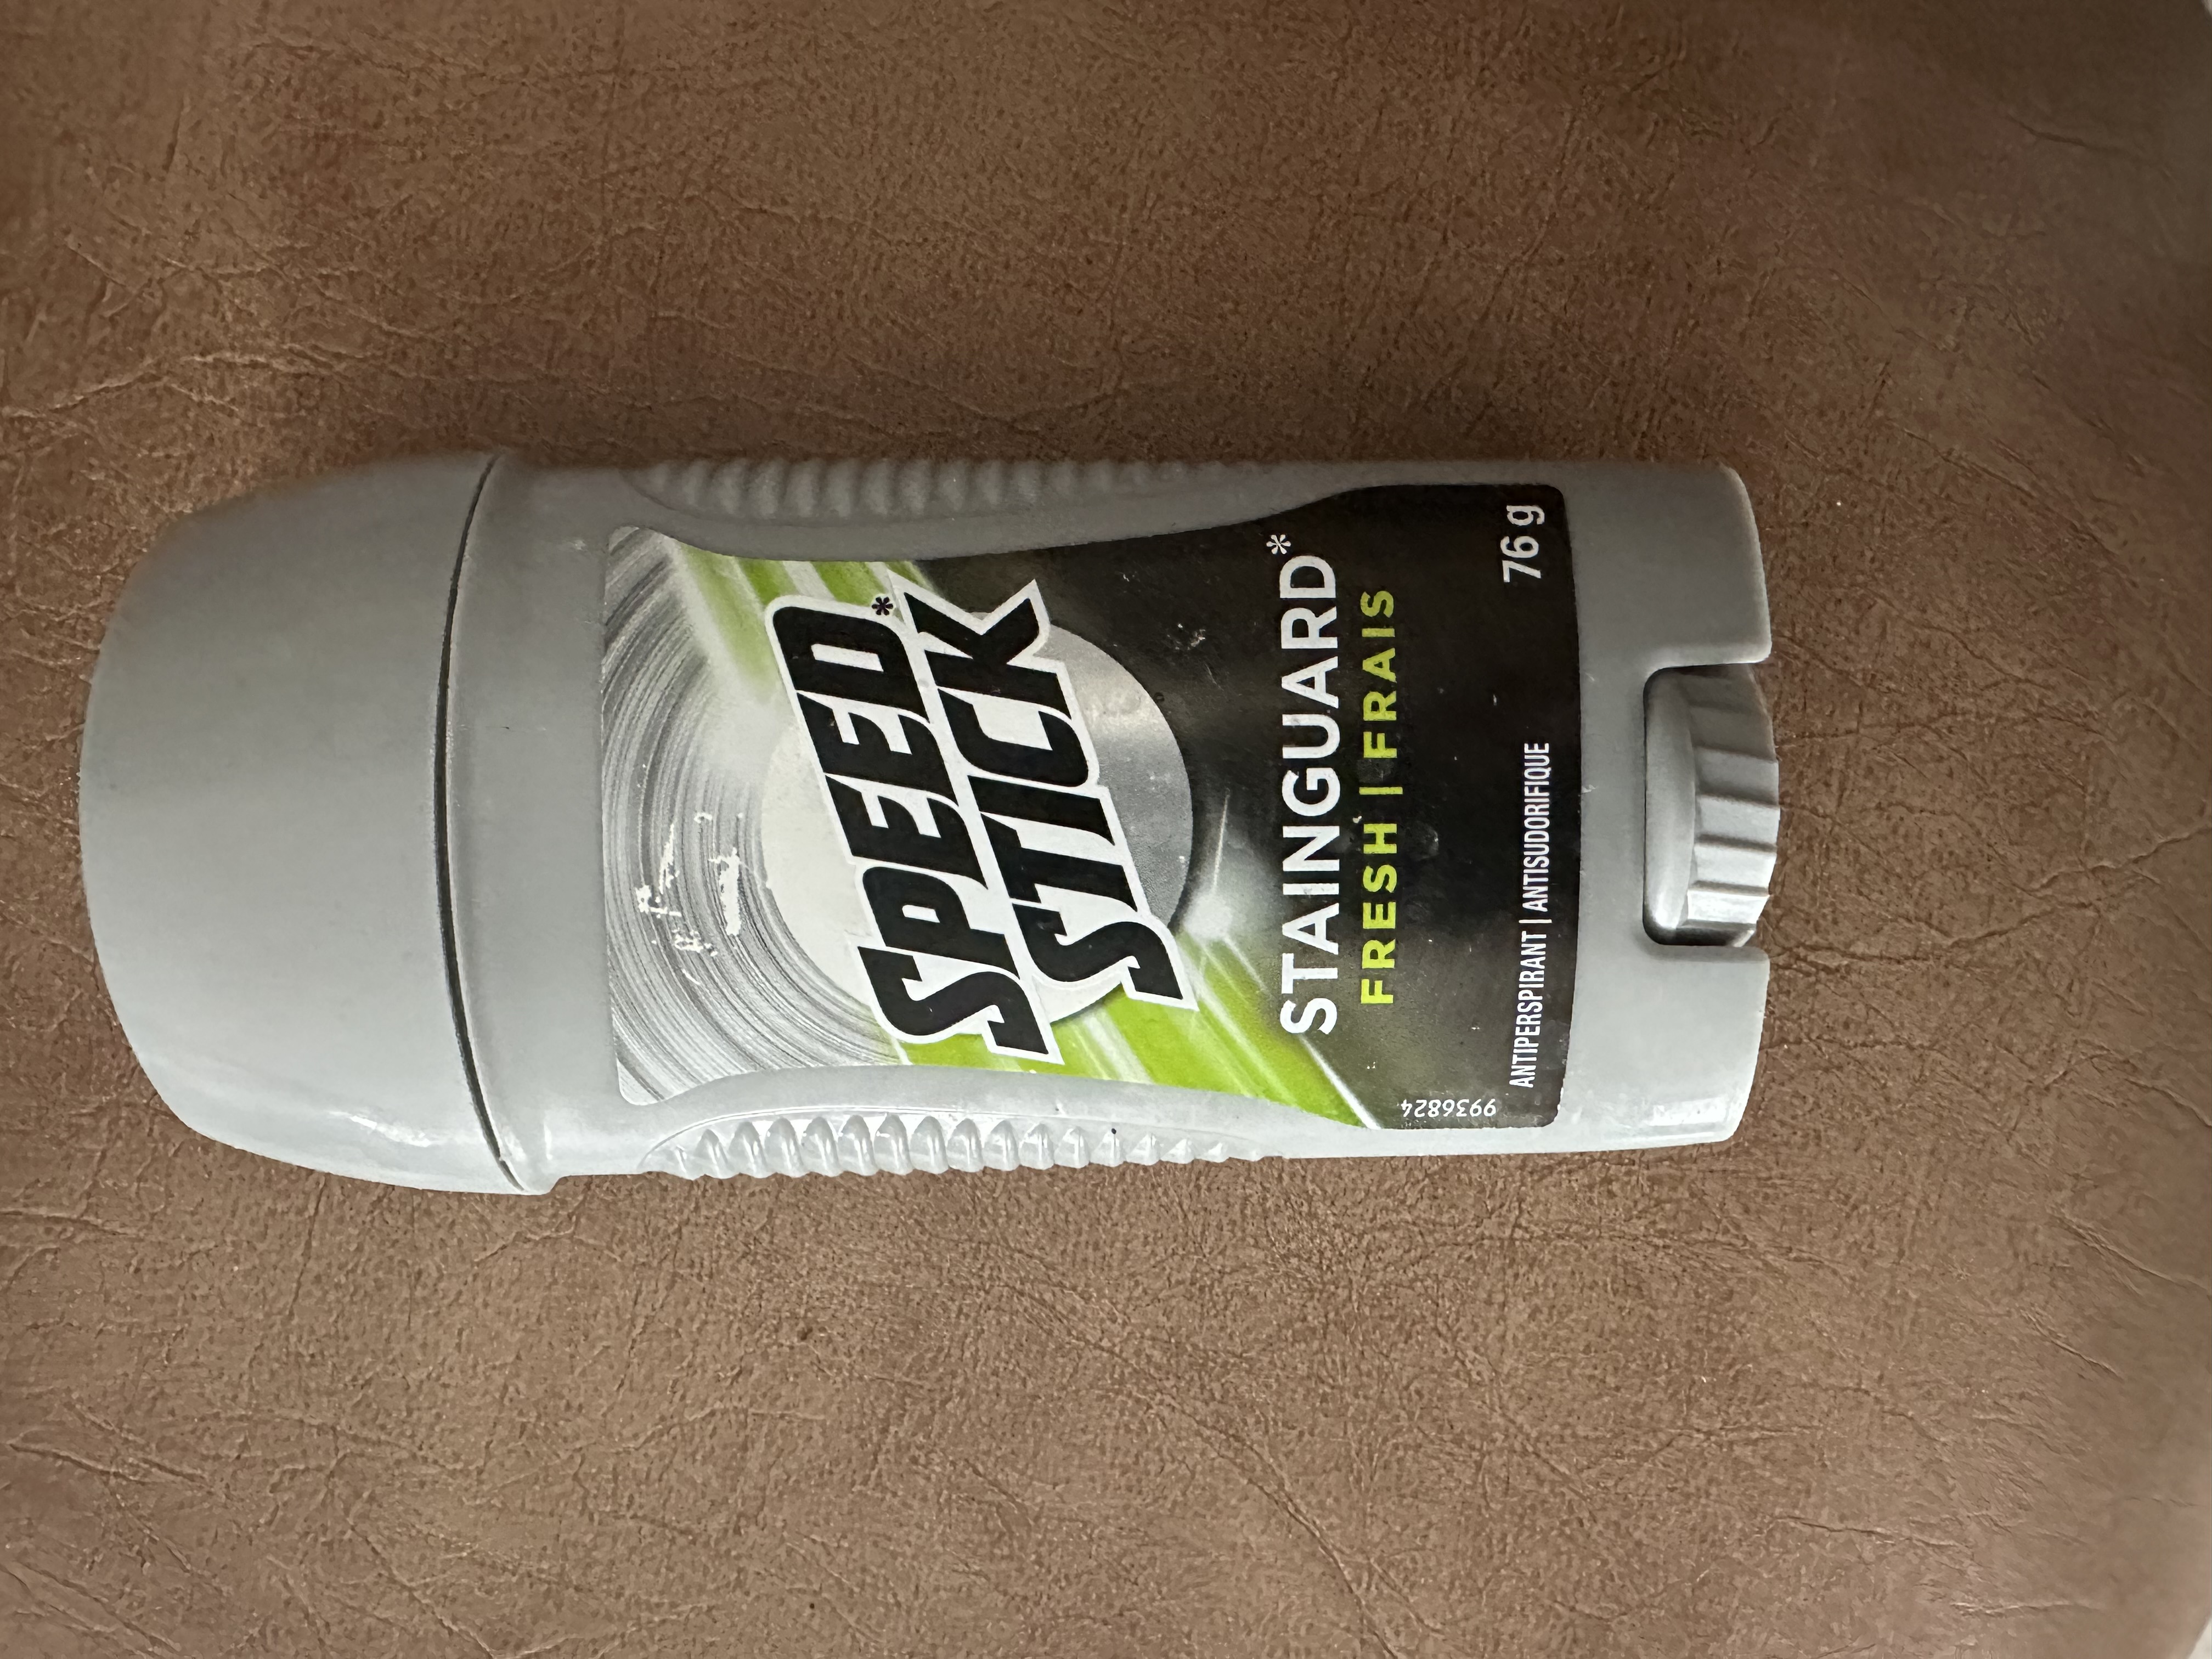 SPEED*
STICK
STAINGUARD*
FRESH | FRAIS
9936824
ANTIPERSPIRANT | ANTISUDORIFIQUE
76 g